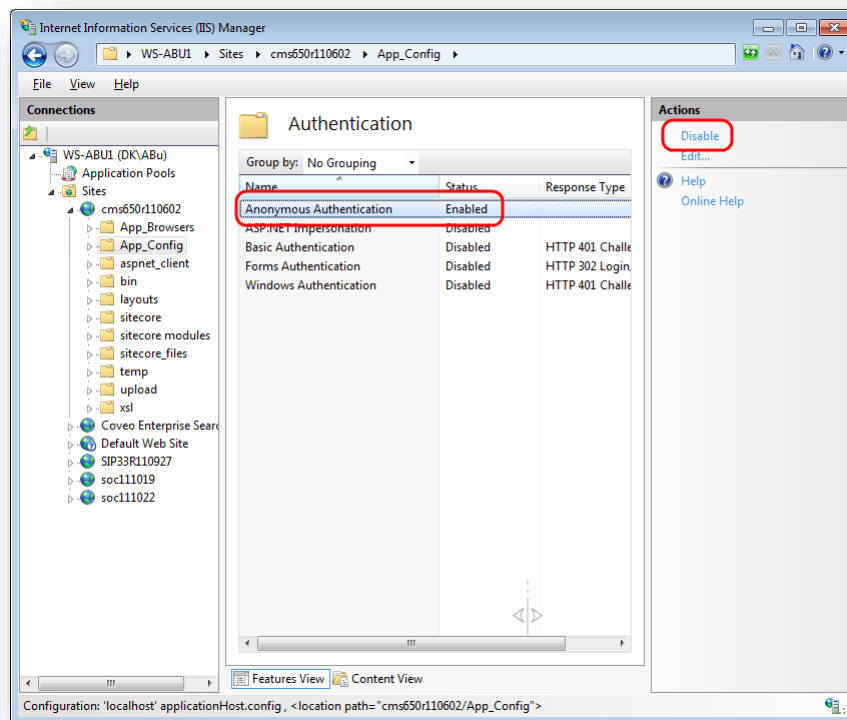 Internet Information Services (IIS) Manager
WS-ABU1 Sites cms650r110602 App_Config
File View Help
Connections
WS-ABU1 (DK\ABu)
Application Pools
Sites
cms650r110602
App_Browsers
App_Config
aspnet_client
bin
layouts
sitecore
sitecore modules
sitecore_files
temp
upload
xsl
Coveo Enterprise Sear
Default Web Site
SIP33R110927
soc111019
soc111022
Authentication
Group by: No Grouping
Name Status Response Type
Anonymous Authentication Enabled
ASP.NET Impersonation Disabled
Basic Authentication Disabled HTTP 401 Challe
Forms Authentication Disabled HTTP 302 Login
Windows Authentication Disabled HTTP 401 Challe
Features View Content View
Actions
Disable
Edit...
Help
Online Help
Configuration: 'localhost' applicationHost.config , <location path="cms650r110602/App_Config">